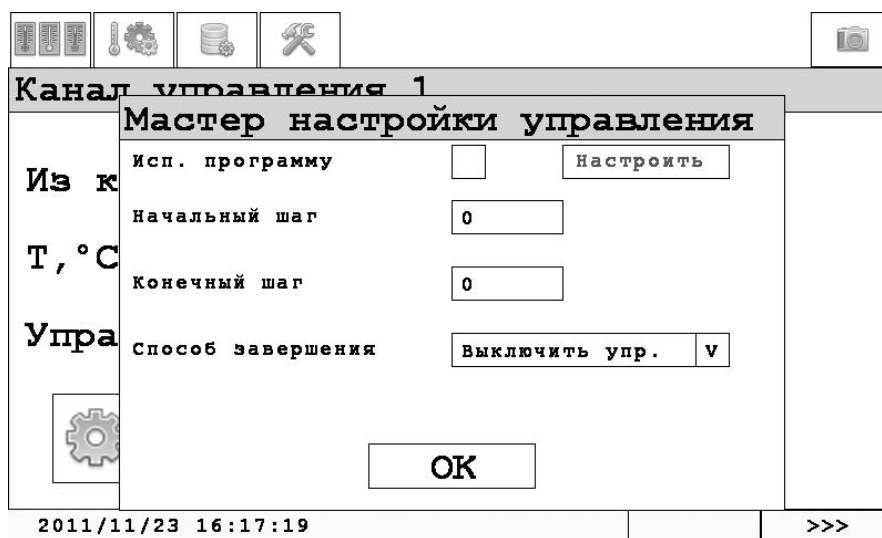 Канал управления 1
Мастер настройки управления
Исп. программу Настроить
Из к
Начальный шаг 0
Т,°С
Конечный шаг 0
Упра
Способ завершения Выключить упр. V
ОК
2011/11/23 16:17:19 >>>